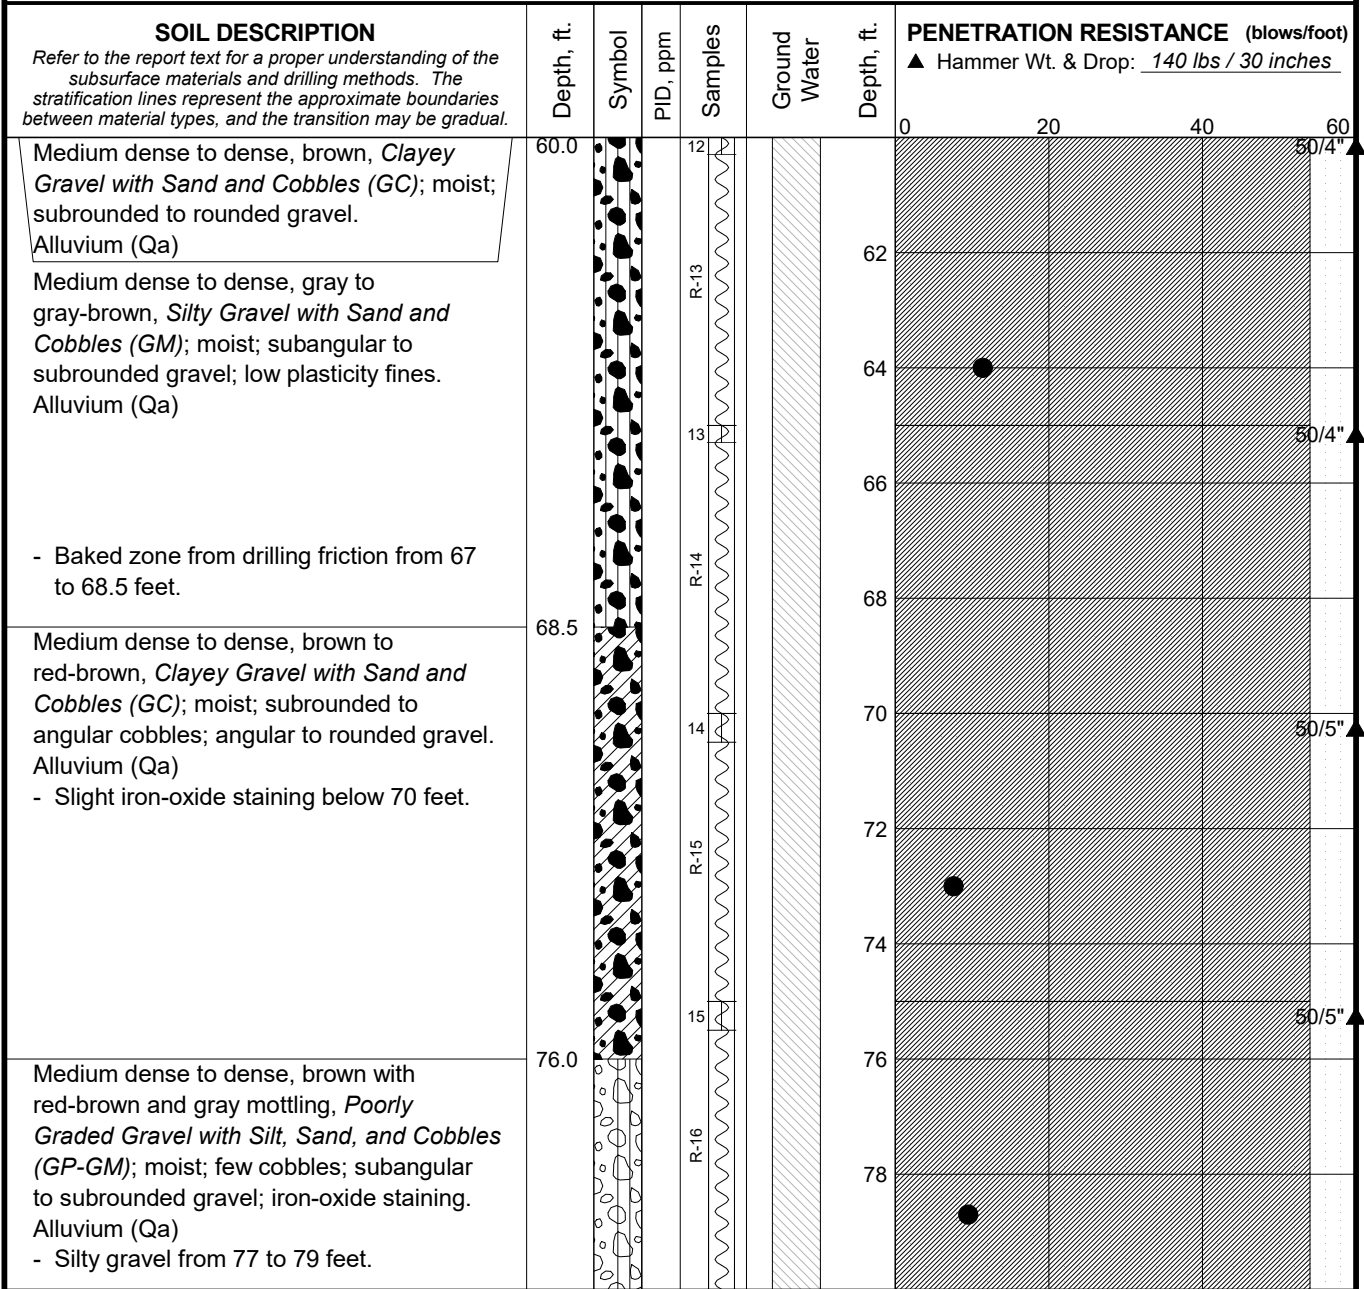 SOIL DESCRIPTION
Refer to the report text for a proper understanding of the
subsurface materials and drilling methods. The
stratification lines represent the approximate boundaries
between material types, and the transition may be gradual.
Depth, ft.
Symbol
PID, ppm
Samples
Ground
Water
Depth, ft.
PENETRATION RESISTANCE (blows/foot)
▲ Hammer Wt. & Drop: 140 lbs / 30 inches
0 20 40 60
Medium dense to dense, brown, Clayey
Gravel with Sand and Cobbles (GC); moist;
subrounded to rounded gravel.
Alluvium (Qa)
60.0
12
50/4"
62
Medium dense to dense, gray to
gray-brown, Silty Gravel with Sand and
Cobbles (GM); moist; subangular to
subrounded gravel; low plasticity fines.
Alluvium (Qa)
R-13
64
13
50/4"
66
- Baked zone from drilling friction from 67
to 68.5 feet.
R-14
68
68.5
Medium dense to dense, brown to
red-brown, Clayey Gravel with Sand and
Cobbles (GC); moist; subrounded to
angular cobbles; angular to rounded gravel.
Alluvium (Qa)
- Slight iron-oxide staining below 70 feet.
70
14
50/5"
72
R-15
74
15
50/5"
76.0
76
Medium dense to dense, brown with
red-brown and gray mottling, Poorly
Graded Gravel with Silt, Sand, and Cobbles
(GP-GM); moist; few cobbles; subangular
to subrounded gravel; iron-oxide staining.
Alluvium (Qa)
- Silty gravel from 77 to 79 feet.
R-16
78